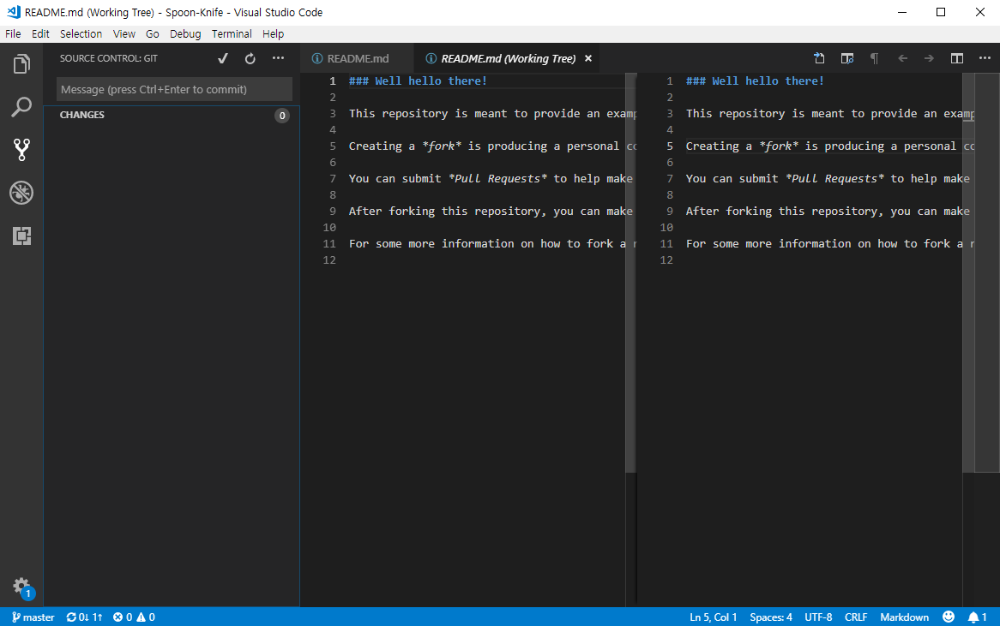 README.md (Working Tree) - Spoon-Knife - Visual Studio Code
File Edit Selection View Go Debug Terminal Help
SOURCE CONTROL: GIT
Message (press Ctrl+Enter to commit)
CHANGES 0
README.md
README.md (Working Tree)
1 ### Well hello there!
2
3 This repository is meant to provide an examp
4
5 Creating a *fork* is producing a personal co
6
7 You can submit *Pull Requests* to help make
8
9 After forking this repository, you can make
10
11 For some more information on how to fork a r
12
1 ### Well hello there!
2
3 This repository is meant to provide an examp
4
5 Creating a *fork* is producing a personal co
6
7 You can submit *Pull Requests* to help make
8
9 After forking this repository, you can make
10
11 For some more information on how to fork a r
12
1
master 0↓ 1↑ 0 0 Ln 5, Col 1 Spaces: 4 UTF-8 CRLF Markdown 1